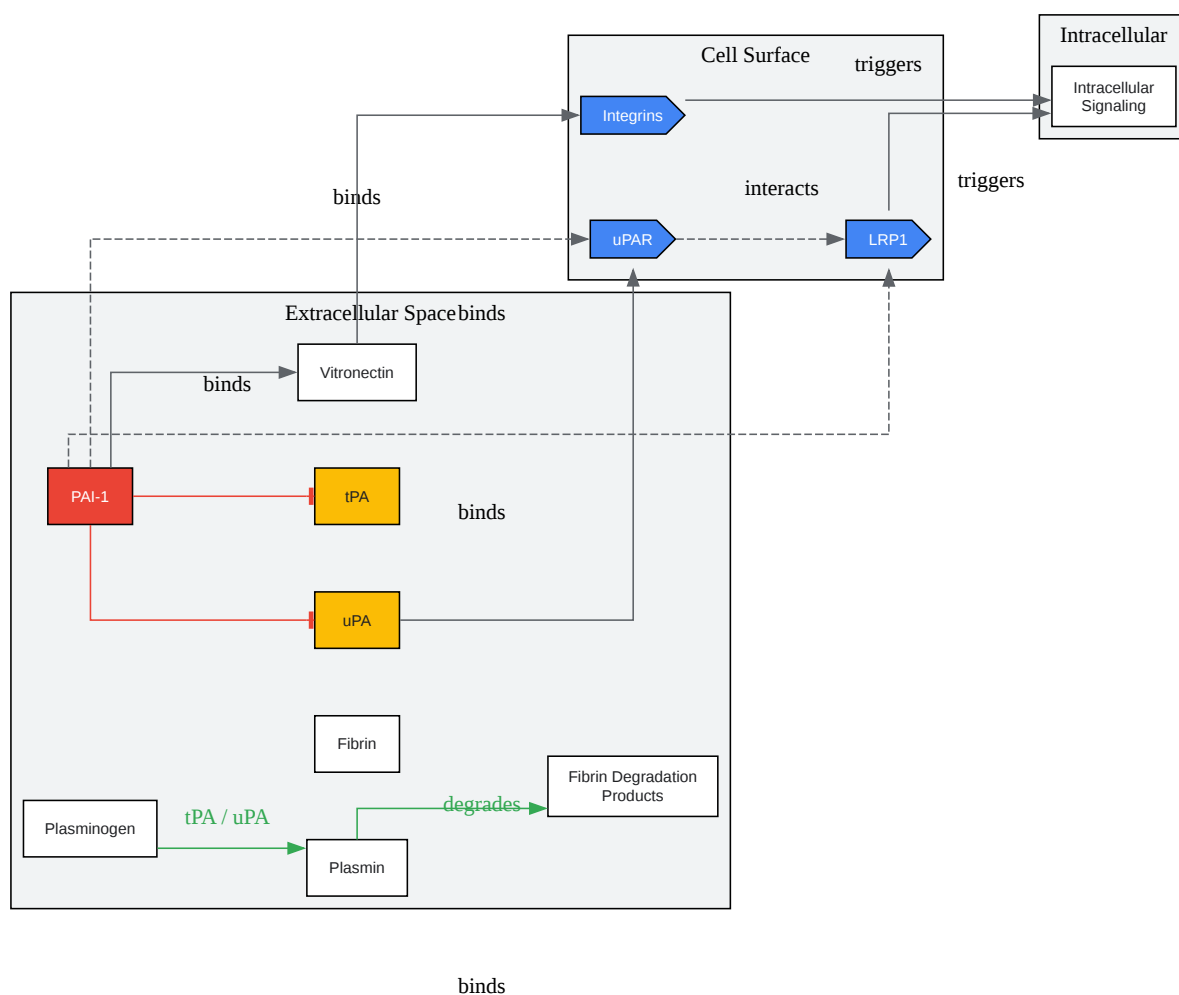 Intracellular
Cell Surface
triggers
Intracellular
Signaling
Integrins
triggers
interacts
binds
uPAR
LRP1
Extracellular Space
binds
Vitronectin
binds
PAI-1
tPA
binds
uPA
Fibrin
Fibrin Degradation
Products
degrades
tPA / uPA
Plasminogen
Plasmin
binds